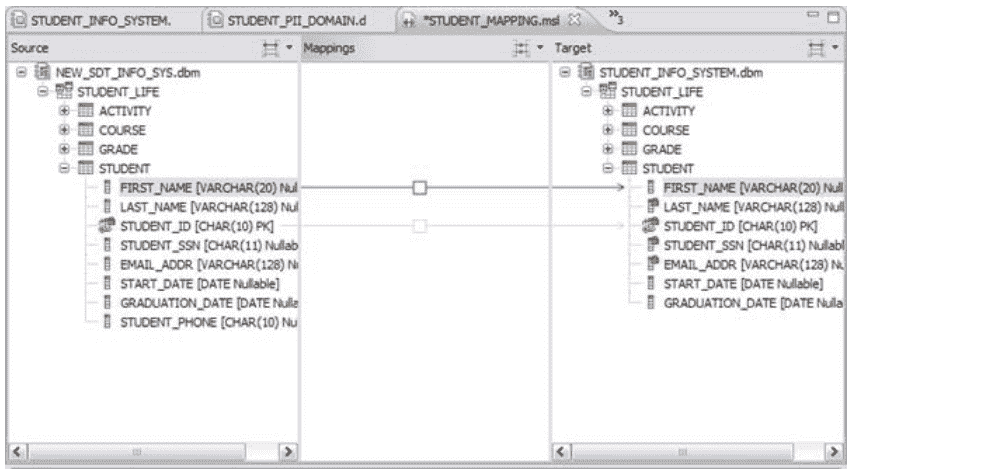 STUDENT_INFO_SYSTEM. STUDENT_PII_DOMAIN.d *STUDENT_MAPPING.msl 3
Source Mappings Target
NEW_SDT_INFO_SYS.dbm STUDENT_INFO_SYSTEM.dbm
STUDENT_LIFE STUDENT_LIFE
ACTIVITY ACTIVITY
COURSE COURSE
GRADE GRADE
STUDENT STUDENT
FIRST_NAME [VARCHAR(20) Nul FIRST_NAME [VARCHAR(20) Null
LAST_NAME [VARCHAR(128) Nul LAST_NAME [VARCHAR(128) Nul
STUDENT_ID [CHAR(10) PK] STUDENT_ID [CHAR(10) PK]
STUDENT_SSN [CHAR(11) Nullab STUDENT_SSN [CHAR(11) Nullabl
EMAIL_ADDR [VARCHAR(128) Nu EMAIL_ADDR [VARCHAR(128) Nu
START_DATE [DATE Nullable] START_DATE [DATE Nullable]
GRADUATION_DATE [DATE Nulla GRADUATION_DATE [DATE Nulla
STUDENT_PHONE [CHAR(10) Nu